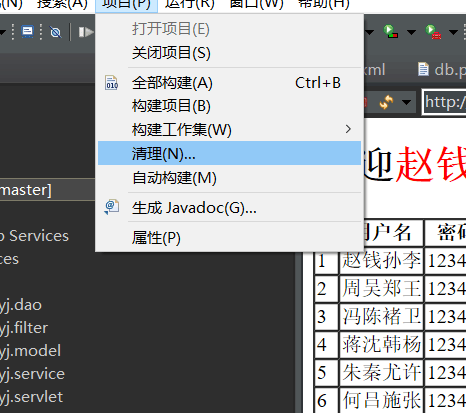 搜索(A) 项目(P) 运行(R) 窗口(W) 帮助(H)
打开项目(E)
关闭项目(S)
全部构建(A) Ctrl+B
构建项目(B)
构建工作集(W)
清理(N)...
自动构建(M)
生成 Javadoc(G)...
属性(P)
xml db.p
http:/
迎赵钱
master]
Services
yj.dao
yj.filter
yj.model
yj.service
yj.servlet
用户名 密码
1 赵钱孙李 1234
2 周吴郑王 1234
3 冯陈褚卫 1234
4 蒋沈韩杨 1234
5 朱秦尤许 1234
6 何吕施张 1234